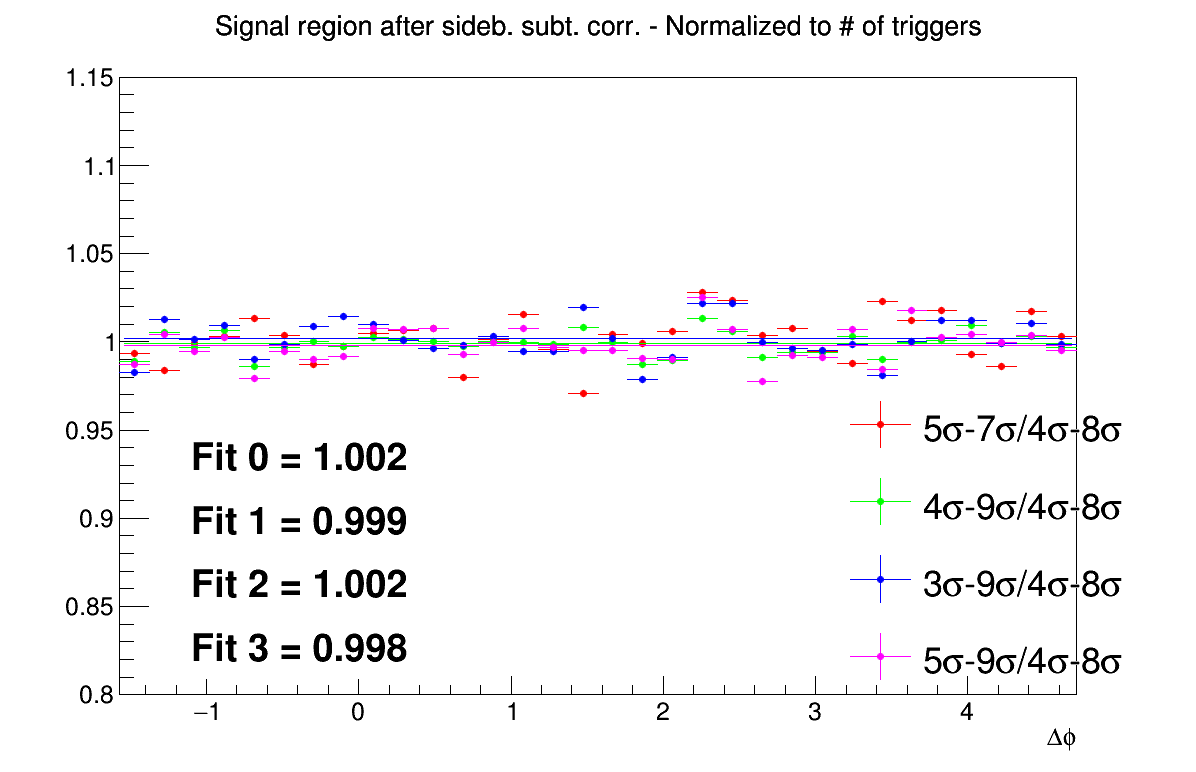 Signal region after sideb. subt. corr. - Normalized to # of triggers
1.15
1.1
1.05
1
0.95
0.9
0.85
0.8
Fit 0 = 1.002
Fit 1 = 0.999
Fit 2 = 1.002
Fit 3 = 0.998
5σ-7σ/4σ-8σ
4σ-9σ/4σ-8σ
3σ-9σ/4σ-8σ
5σ-9σ/4σ-8σ
−1 0 1 2 3 4
Δϕ